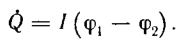 Q̇ = I (φ₁ − φ₂).